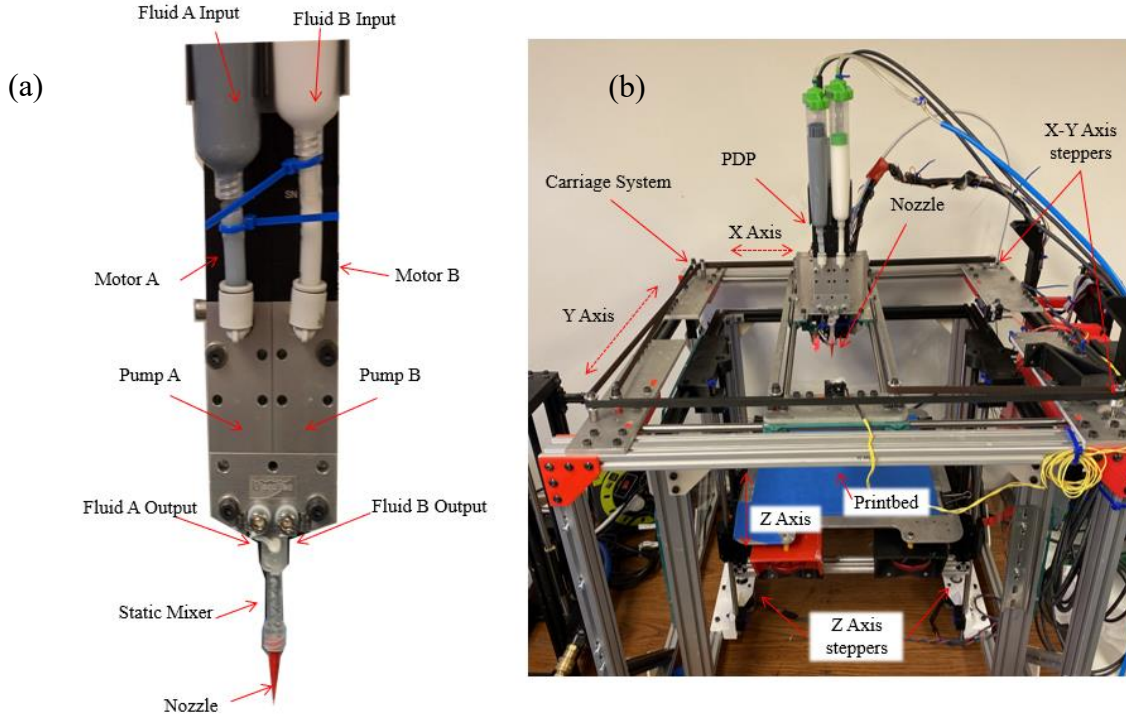 (a)
Fluid A Input
Fluid B Input
SN
Motor A
Motor B
Pump A
Pump B
Fluid A Output
Fluid B Output
Static Mixer
Nozzle
(b)
X-Y Axis
steppers
PDP
Carriage System
Nozzle
X Axis
Y Axis
Z Axis
Printbed
Z Axis
steppers